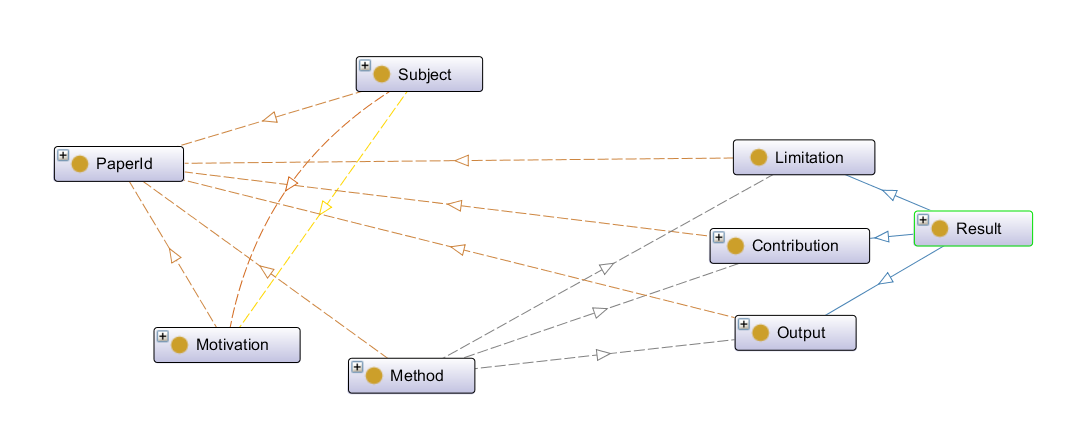 Subject
PaperId
Limitation
Result
Contribution
Output
Motivation
Method